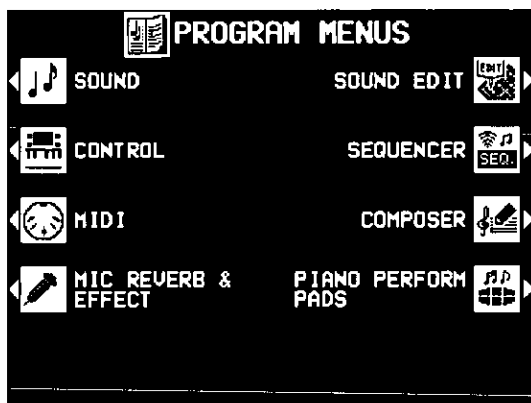 PROGRAM MENUS
SOUND
SOUND EDIT
EDIT
CONTROL
SEQUENCER
SEQ.
MIDI
COMPOSER
MIC REVERB &
EFFECT
PIANO PERFORM
PADS